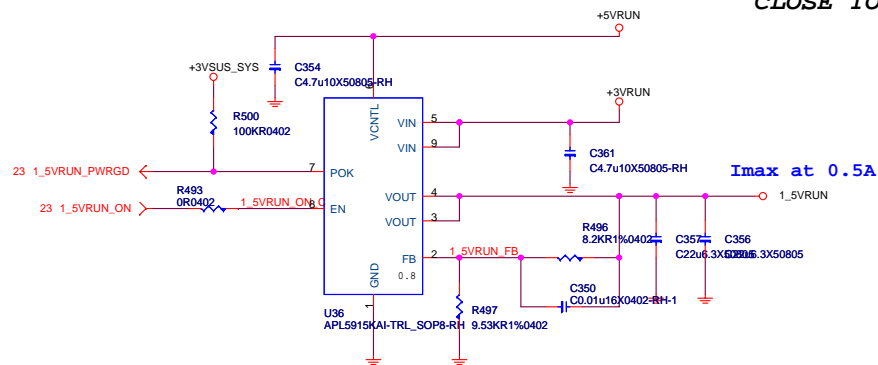 CLOSE TO
+5VRUN
+3VSUS_SYS
C354
C4.7u10X50805-RH
R500
100KR0402
23 1_5VRUN_PWRGD
R493
0R0402
23 1_5VRUN_ON
7
POK
8
EN
VCNTL
VIN
5
VIN
9
VOUT
4
VOUT
3
FB
2
0.8
GND
1
U36
APL5915KAI-TRL_SOP8-RH
+3VRUN
C361
C4.7u10X50805-RH
Imax at 0.5A
1_5VRUN
R496
8.2KR1%0402
C357
C22u6.3X50805
C356
1_5VRUN_FB
C350
C0.01u16X0402-RH-1
R497
9.53KR1%0402